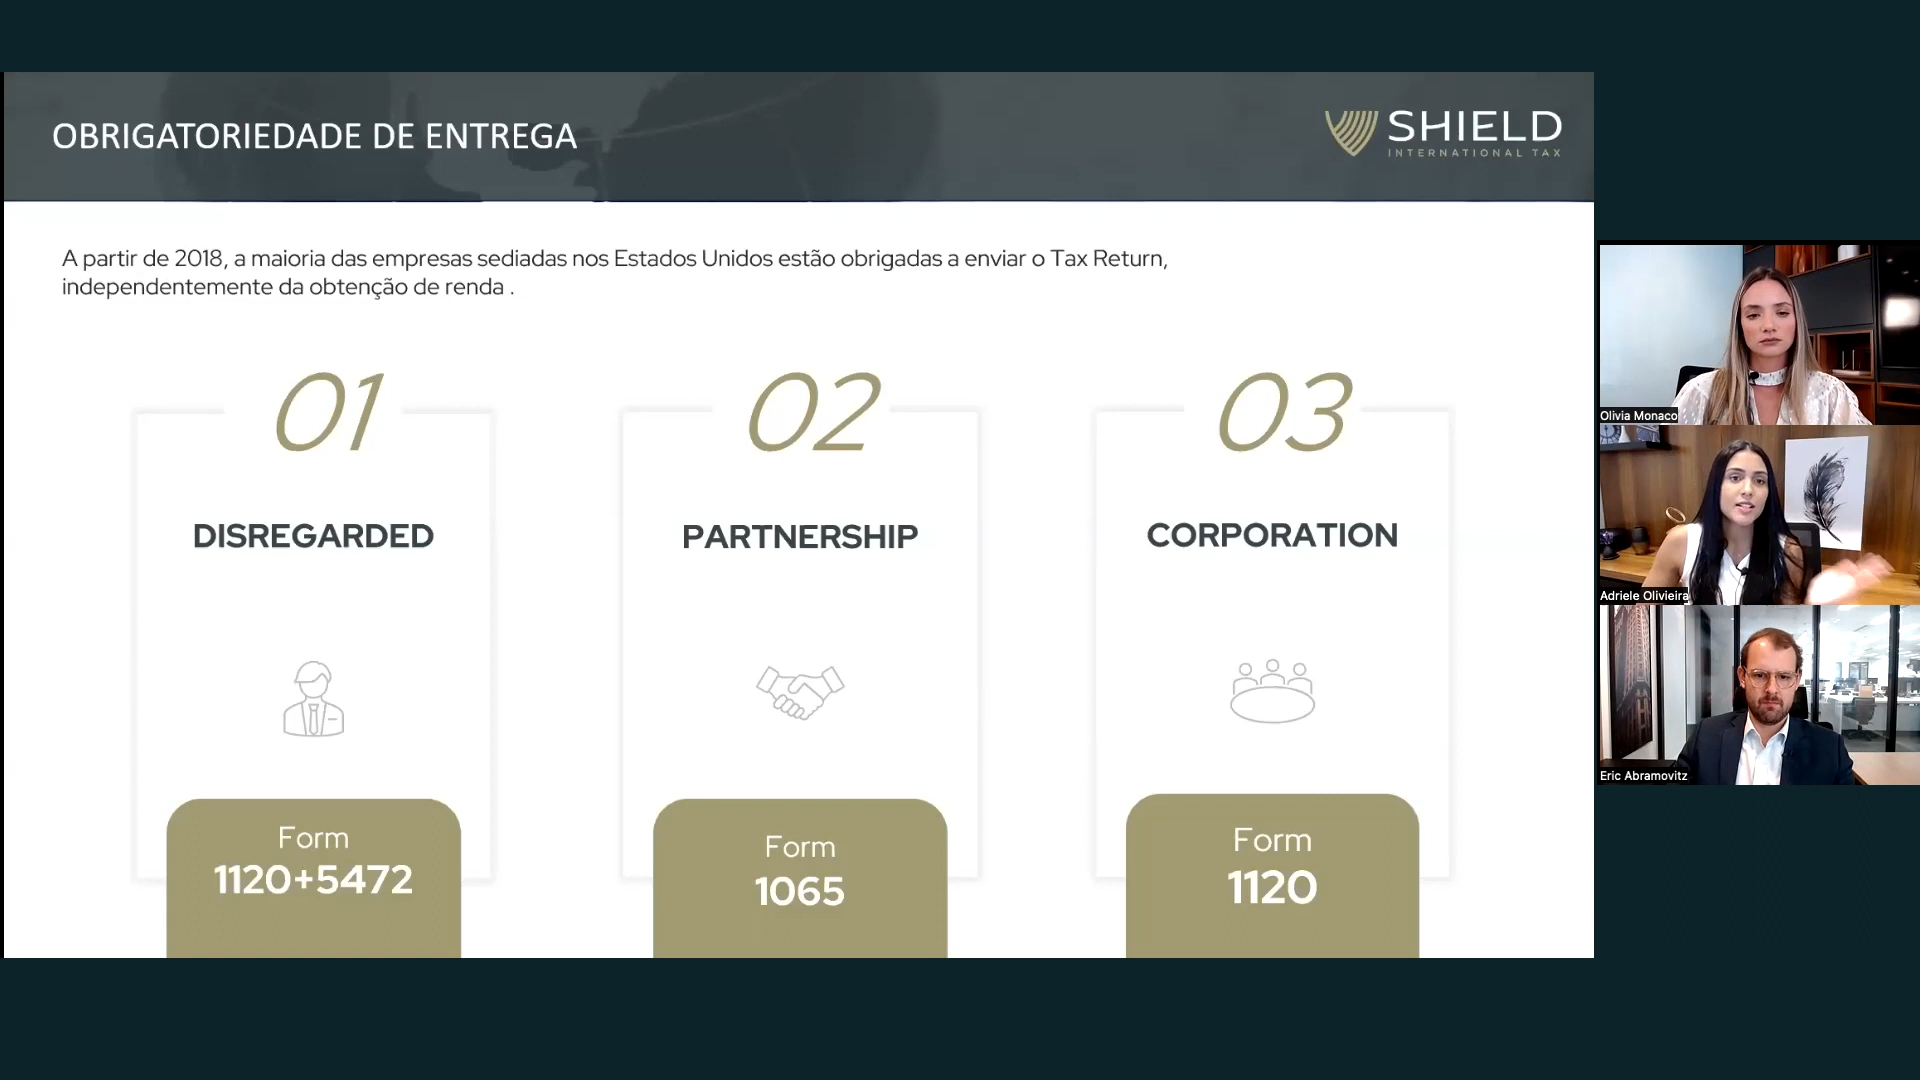 OBRIGATORIEDADE DE ENTREGA
SHIELD
INTERNATIONAL TAX
A partir de 2018, a maioria das empresas sediadas nos Estados Unidos estão obrigadas a enviar o Tax Return,
independentemente da obtenção de renda .
01
DISREGARDED
Form
1120+5472
02
PARTNERSHIP
Form
1065
03
CORPORATION
Form
1120
Olivia Monaco
Adriele Olivieira
Eric Abramovitz